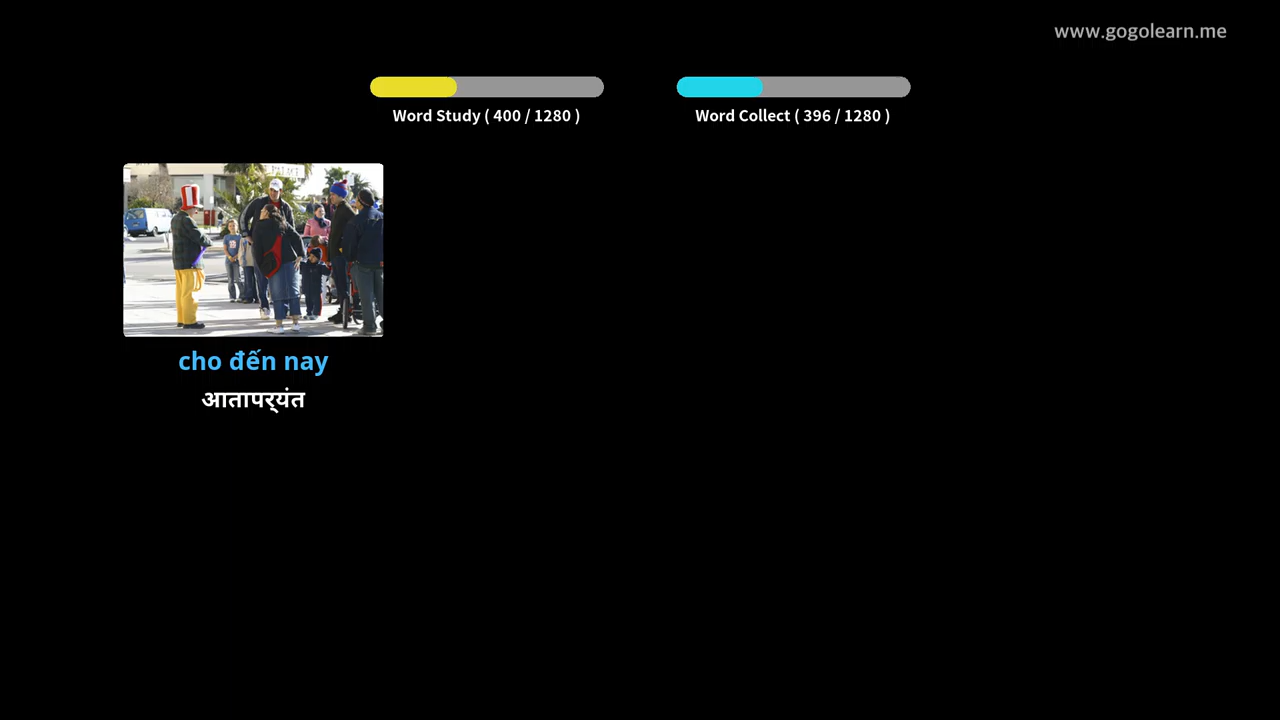 www.gogolearn.me
Word Study ( 400 / 1280 )
Word Collect ( 396 / 1280 )
cho đến nay
आतापर्यंत